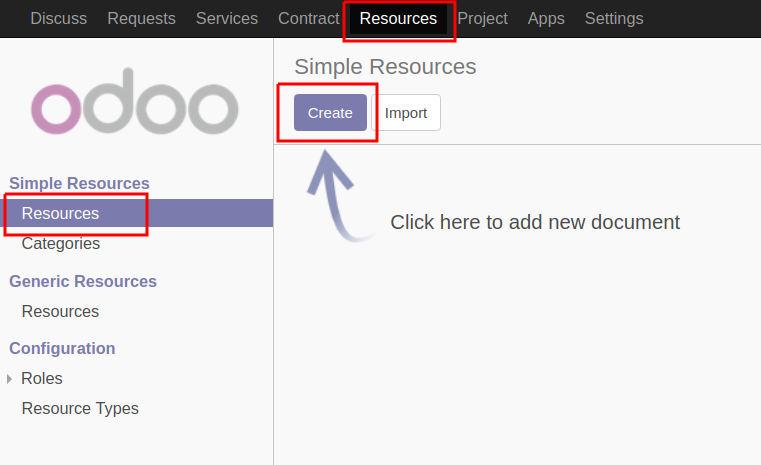 Discuss Requests Services Contract Resources Project Apps Settings
odoo
Simple Resources
Create Import
Click here to add new document
Simple Resources
Resources
Categories
Generic Resources
Resources
Configuration
Roles
Resource Types